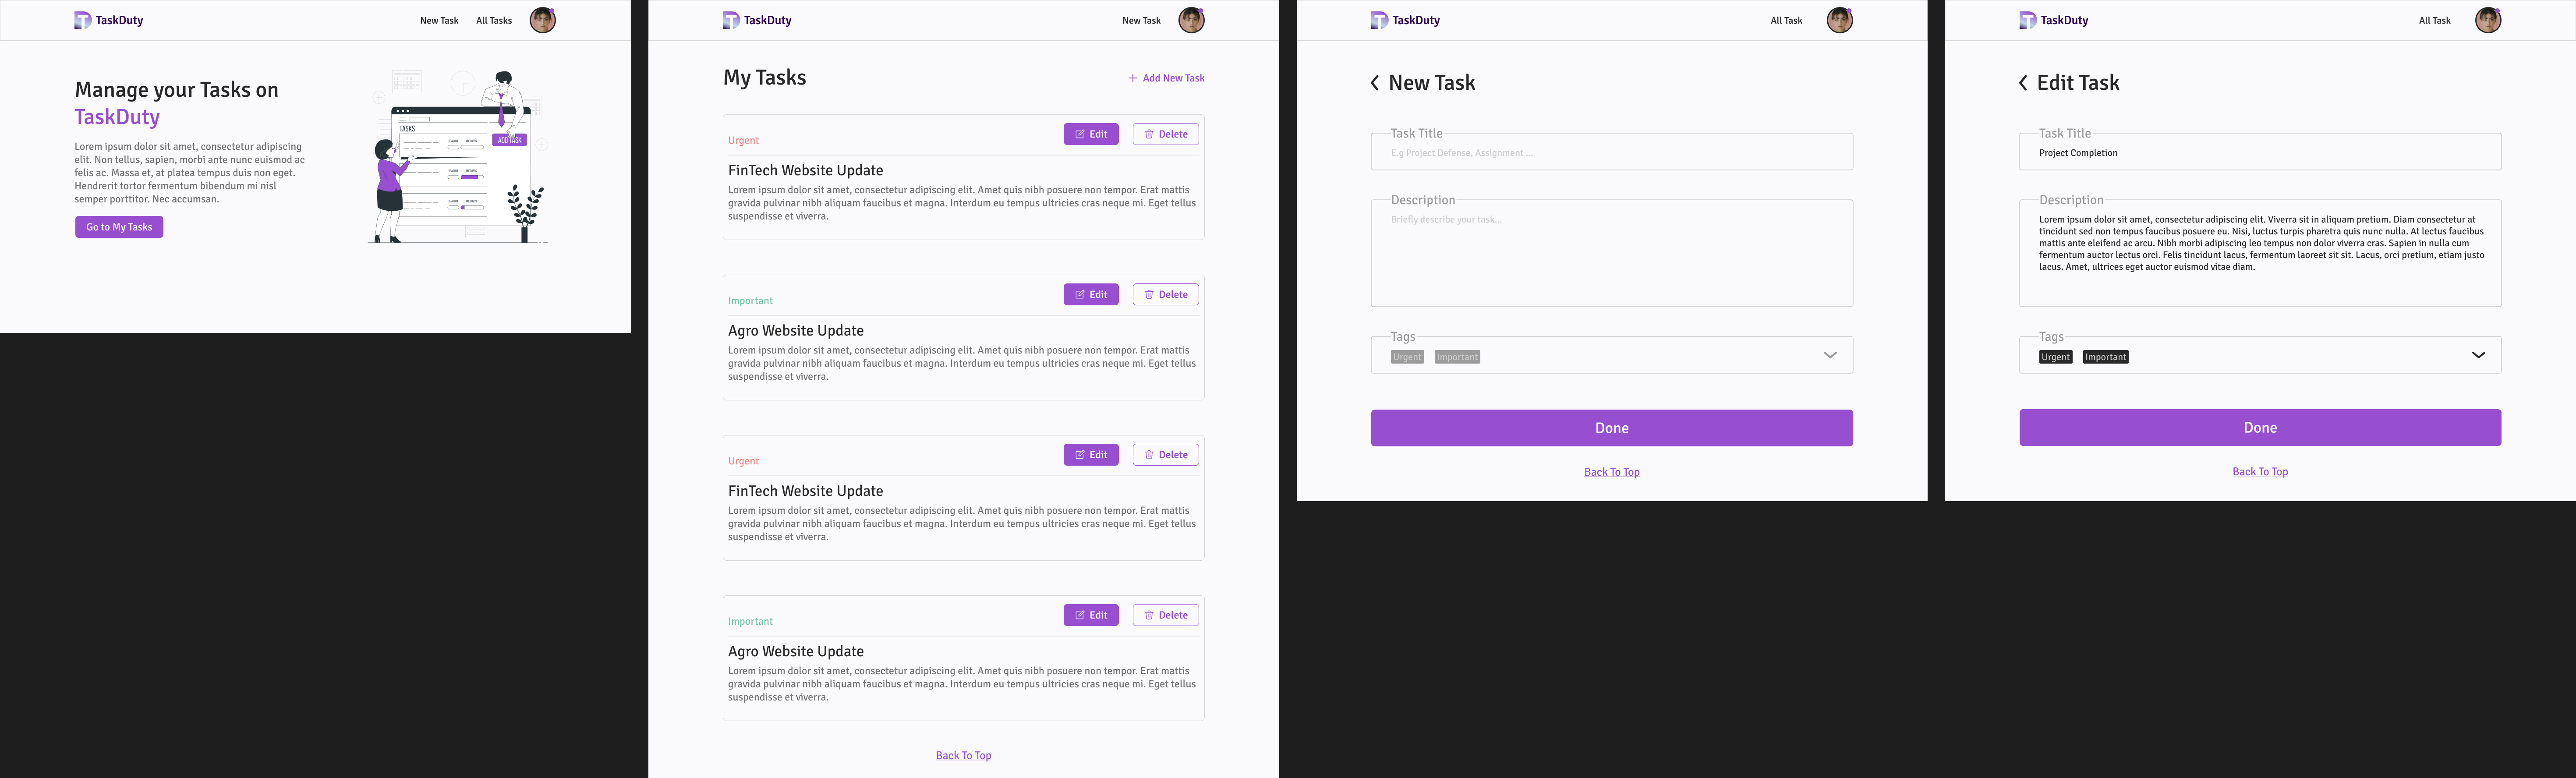 TaskDuty
New Task
All Tasks
Manage your Tasks on
TaskDuty
Lorem ipsum dolor sit amet, consectetur adipiscing
elit. Non tellus, sapien, morbi ante nunc euismod ac
felis ac. Massa et, at platea tempus duis non eget.
Hendrerit tortor fermentum bibendum mi nisl
semper porttitor. Nec accumsan.
Go to My Tasks
TASKS
ADD TASK
TaskDuty
New Task
My Tasks
Add New Task
Urgent
Edit
Delete
FinTech Website Update
Lorem ipsum dolor sit amet, consectetur adipiscing elit. Amet quis nibh posuere non tempor. Erat mattis
gravida pulvinar nibh aliquam faucibus et magna. Interdum eu tempus ultricies cras neque mi. Eget tellus
suspendisse et viverra.
Important
Edit
Delete
Agro Website Update
Lorem ipsum dolor sit amet, consectetur adipiscing elit. Amet quis nibh posuere non tempor. Erat mattis
gravida pulvinar nibh aliquam faucibus et magna. Interdum eu tempus ultricies cras neque mi. Eget tellus
suspendisse et viverra.
Urgent
Edit
Delete
FinTech Website Update
Lorem ipsum dolor sit amet, consectetur adipiscing elit. Amet quis nibh posuere non tempor. Erat mattis
gravida pulvinar nibh aliquam faucibus et magna. Interdum eu tempus ultricies cras neque mi. Eget tellus
suspendisse et viverra.
Important
Edit
Delete
Agro Website Update
Lorem ipsum dolor sit amet, consectetur adipiscing elit. Amet quis nibh posuere non tempor. Erat mattis
gravida pulvinar nibh aliquam faucibus et magna. Interdum eu tempus ultricies cras neque mi. Eget tellus
suspendisse et viverra.
Back To Top
TaskDuty
All Task
New Task
Task Title
E.g Project Defense, Assignment ...
Description
Briefly describe your task...
Tags
Urgent
Important
Done
Back To Top
TaskDuty
All Task
Edit Task
Task Title
Project Completion
Description
Lorem ipsum dolor sit amet, consectetur adipiscing elit. Viverra sit in aliquam pretium. Diam consectetur at
tincidunt sed non tempus faucibus posuere eu. Nisi, luctus turpis pharetra quis nunc nulla. At lectus faucibus
mattis ante eleifend ac arcu. Nibh morbi adipiscing leo tempus non dolor viverra cras. Sapien in nulla cum
fermentum auctor lectus orci. Felis tincidunt lacus, fermentum laoreet sit sit. Lacus, orci pretium, etiam justo
lacus. Amet, ultrices eget auctor euismod vitae diam.
Tags
Urgent
Important
Done
Back To Top